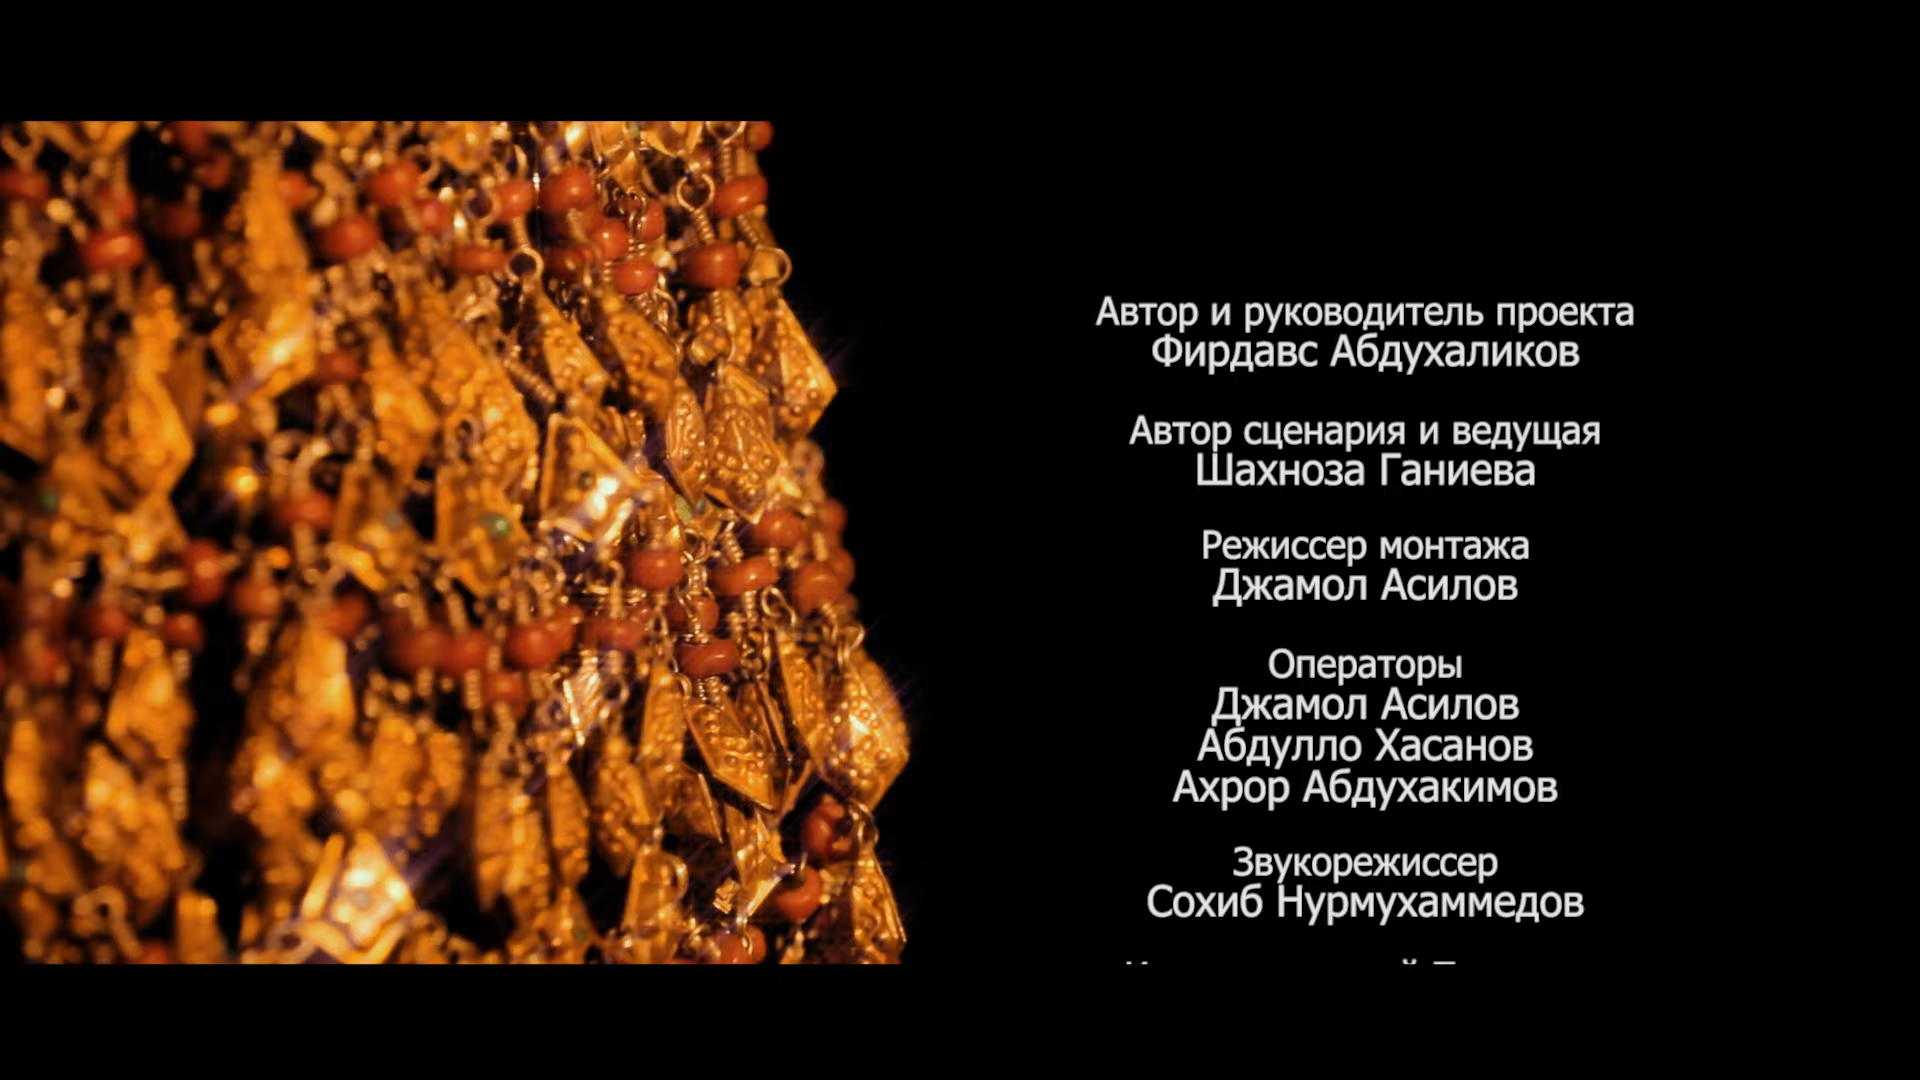 Автор и руководитель проекта
Фирдавс Абдухаликов
Автор сценария и ведущая
Шахноза Ганиева
Режиссер монтажа
Джамол Асилов
Операторы
Джамол Асилов
Абдулло Хасанов
Ахрор Абдухакимов
Звукорежиссер
Сохиб Нурмухаммедов